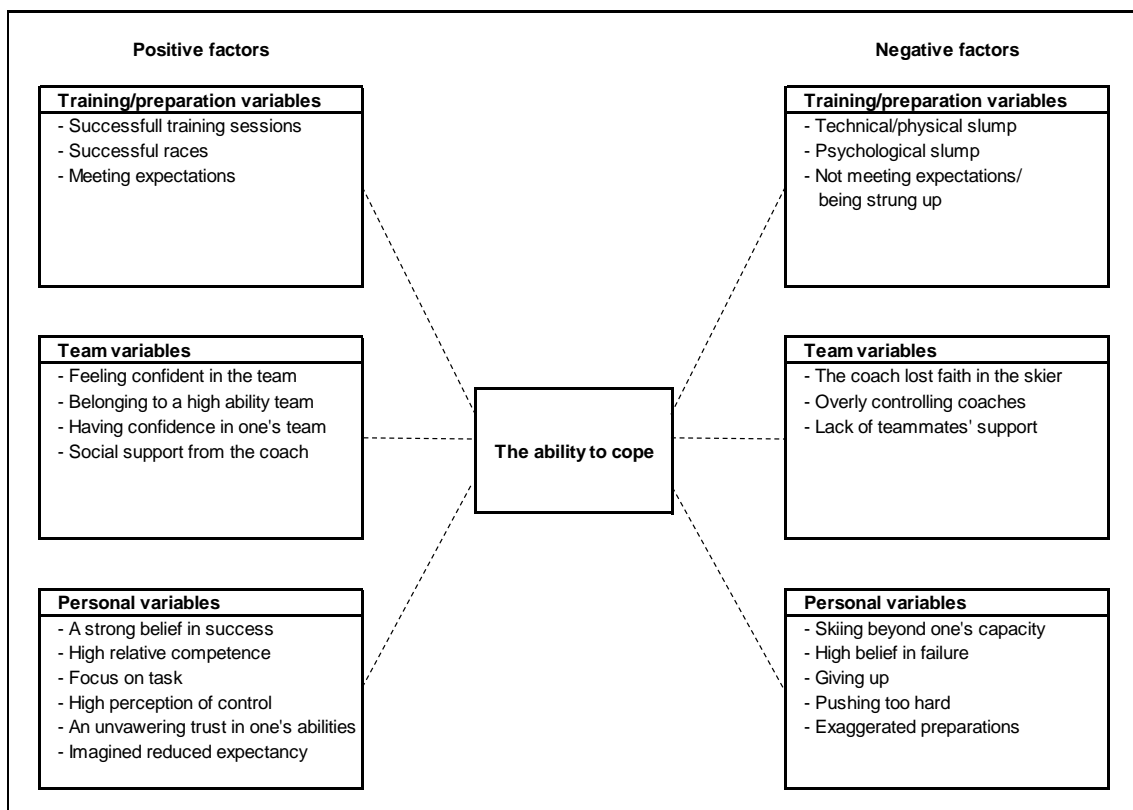 Positive factors
Negative factors
Training/preparation variables
- Successfull training sessions
- Successful races
- Meeting expectations
Training/preparation variables
- Technical/physical slump
- Psychological slump
- Not meeting expectations/
being strung up
Team variables
- Feeling confident in the team
- Belonging to a high ability team
- Having confidence in one's team
- Social support from the coach
The ability to cope
Team variables
- The coach lost faith in the skier
- Overly controlling coaches
- Lack of teammates' support
Personal variables
- A strong belief in success
- High relative competence
- Focus on task
- High perception of control
- An unvawering trust in one's abilities
- Imagined reduced expectancy
Personal variables
- Skiing beyond one's capacity
- High belief in failure
- Giving up
- Pushing too hard
- Exaggerated preparations